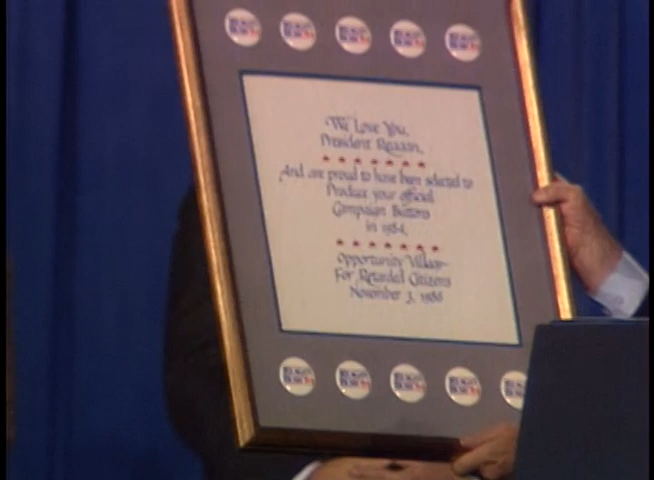 We Love You,
President Reagan,
And are proud to have been selected to
Produce your official
Campaign Buttons
in 1984.
Opportunity Village
For Retarded Citizens
November 3, 1986